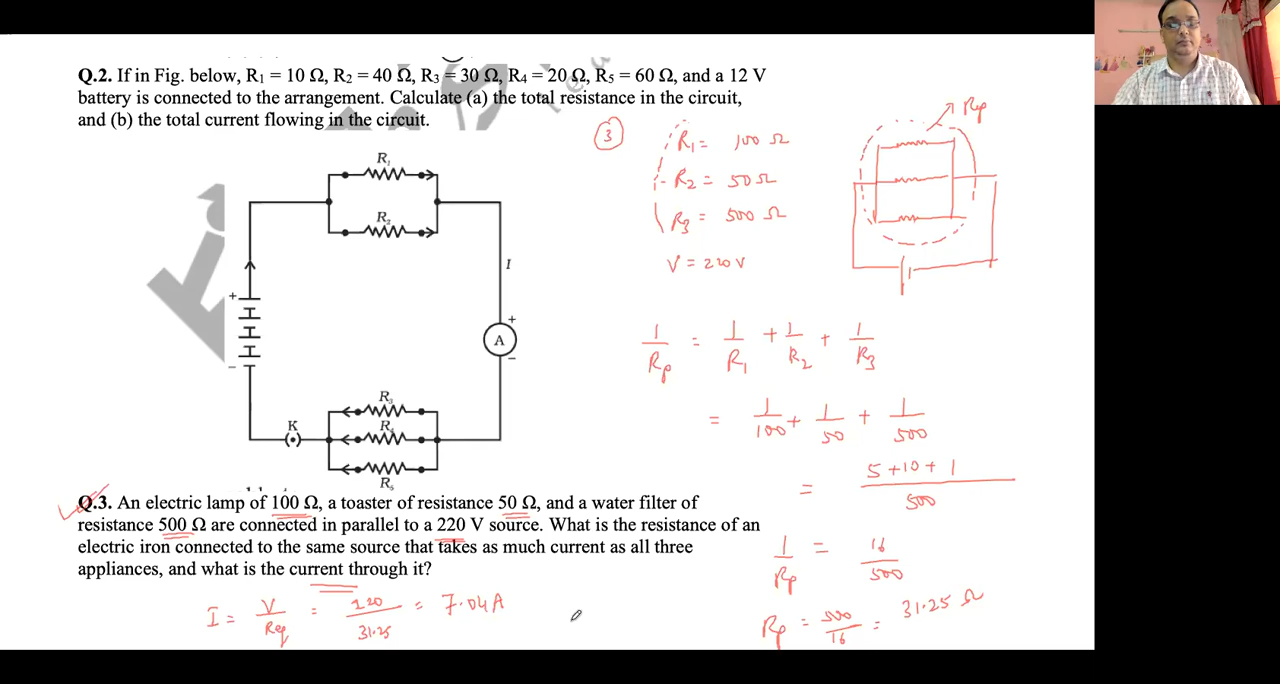 Q.2. If in Fig. below, R₁ = 10 Ω, R₂ = 40 Ω, R₃ = 30 Ω, R₄ = 20 Ω, R₅ = 60 Ω, and a 12 V
battery is connected to the arrangement. Calculate (a) the total resistance in the circuit,
and (b) the total current flowing in the circuit.
R₁
R₂
I
+
+
A
−
−
K
R₃
R₄
R₅
Q.3. An electric lamp of 100 Ω, a toaster of resistance 50 Ω, and a water filter of
resistance 500 Ω are connected in parallel to a 220 V source. What is the resistance of an
electric iron connected to the same source that takes as much current as all three
appliances, and what is the current through it?
I = V/Req = 220/31.25 = 7.04A
3
R₁ = 100 Ω
R₂ = 50 Ω
R₃ = 500 Ω
V = 220 V
Rp
1/Rp = 1/R₁ + 1/R₂ + 1/R₃
= 1/100 + 1/50 + 1/500
= 5+10+1/500
1/Rp = 16/500
Rp = 500/16 = 31.25 Ω